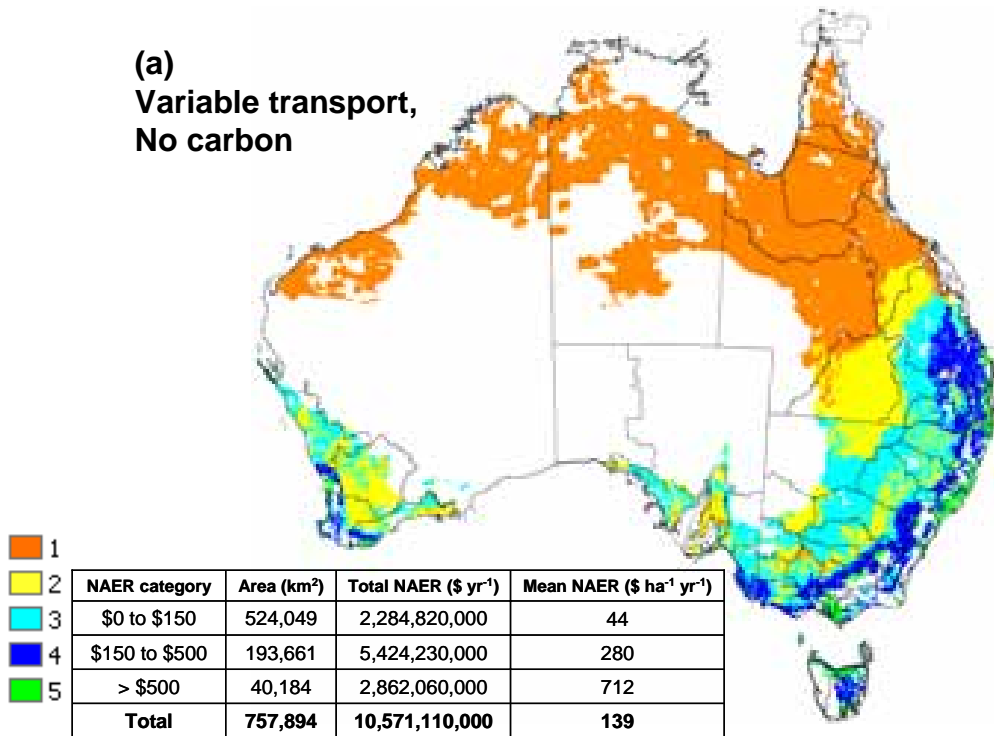 (a)
Variable transport,
No carbon
1
2
3
4
5
NAER category Area (km²) Total NAER ($ yr⁻¹) Mean NAER ($ ha⁻¹ yr⁻¹)
$0 to $150 524,049 2,284,820,000 44
$150 to $500 193,661 5,424,230,000 280
> $500 40,184 2,862,060,000 712
Total 757,894 10,571,110,000 139